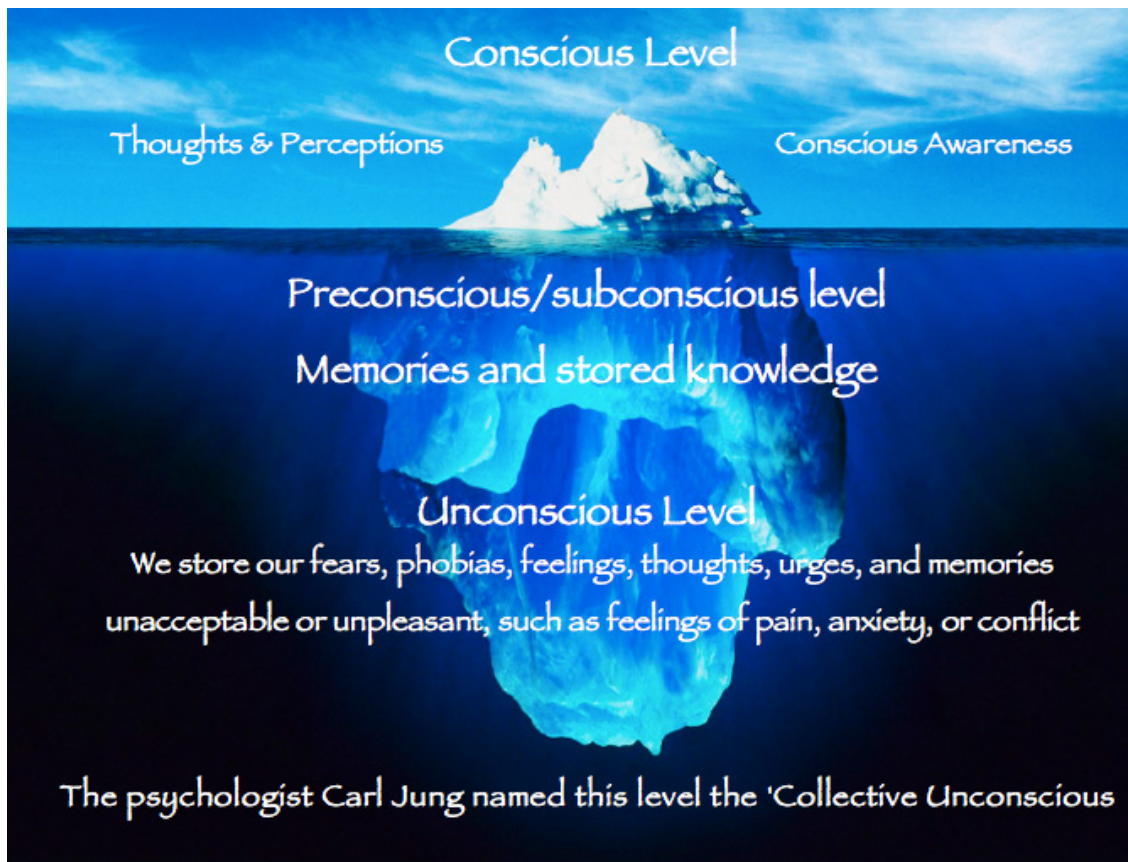 Conscious Level
Thoughts & Perceptions
Conscious Awareness
Preconscious/subconscious level
Memories and stored knowledge
Unconscious Level
We store our fears, phobias, feelings, thoughts, urges, and memories
unacceptable or unpleasant, such as feelings of pain, anxiety, or conflict
The psychologist Carl Jung named this level the 'Collective Unconscious